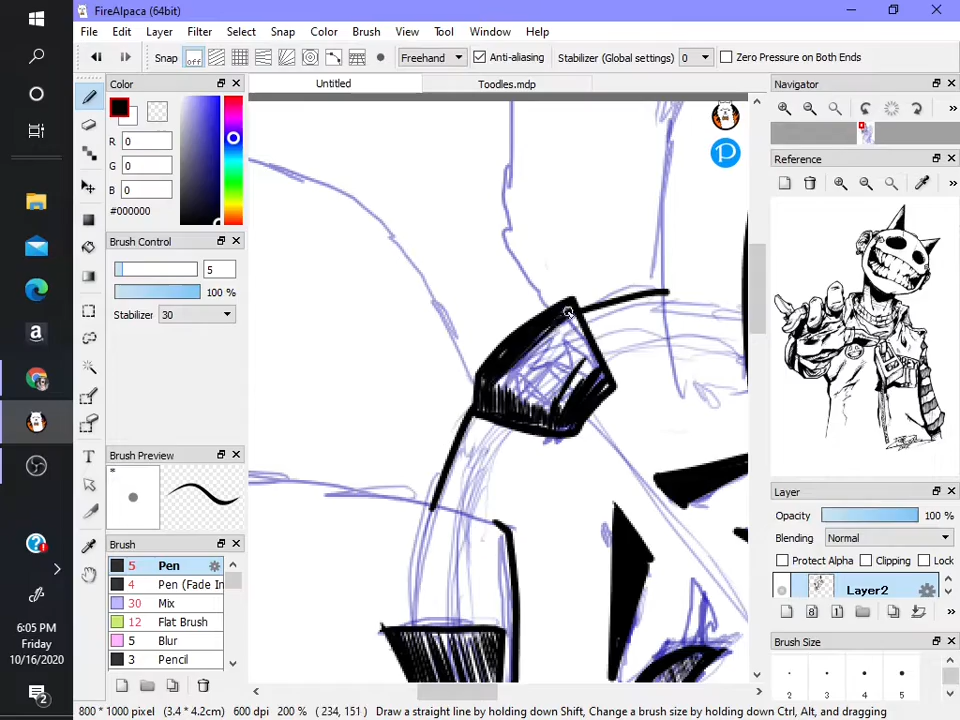 FireAlpaca (64bit)
File Edit Layer Filter Select Snap Color Brush View Tool Window Help
Snap off Freehand Anti-aliasing Stabilizer (Global settings) 0 Zero Pressure on Both Ends
Color Untitled Toodles.mdp Navigator
R 0
G 0
B 0
#000000
Reference
Brush Control
5
100 %
Stabilizer 30
Brush Preview
Layer
Opacity 100 %
Blending Normal
Protect Alpha Clipping Lock
Layer2
Brush
5 Pen
4 Pen (Fade In
30 Mix
12 Flat Brush
5 Blur
3 Pencil
Brush Size
2 3 4 5
6:05 PM
Friday
10/16/2020
2
800 * 1000 pixel (3.4 * 4.2cm) 600 dpi 200 % ( 234, 151 ) Draw a straight line by holding down Shift, Change a brush size by holding down Ctrl, Alt, and dragging